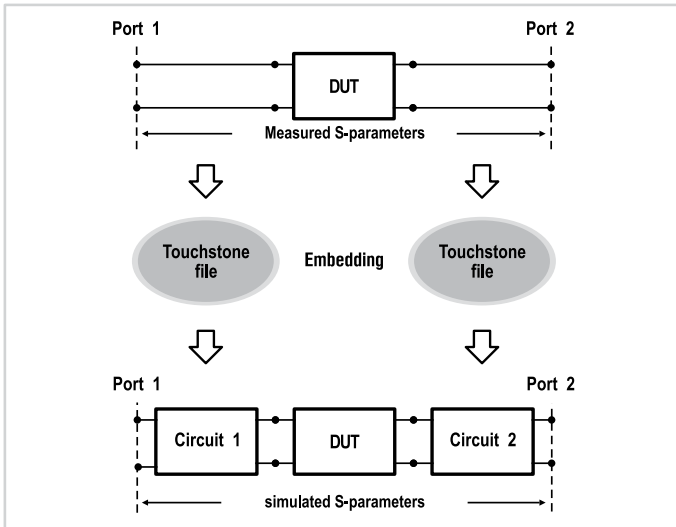 Port 1
Port 2
DUT
Measured S-parameters
Touchstone
file
Embedding
Touchstone
file
Port 1
Port 2
Circuit 1
DUT
Circuit 2
simulated S-parameters